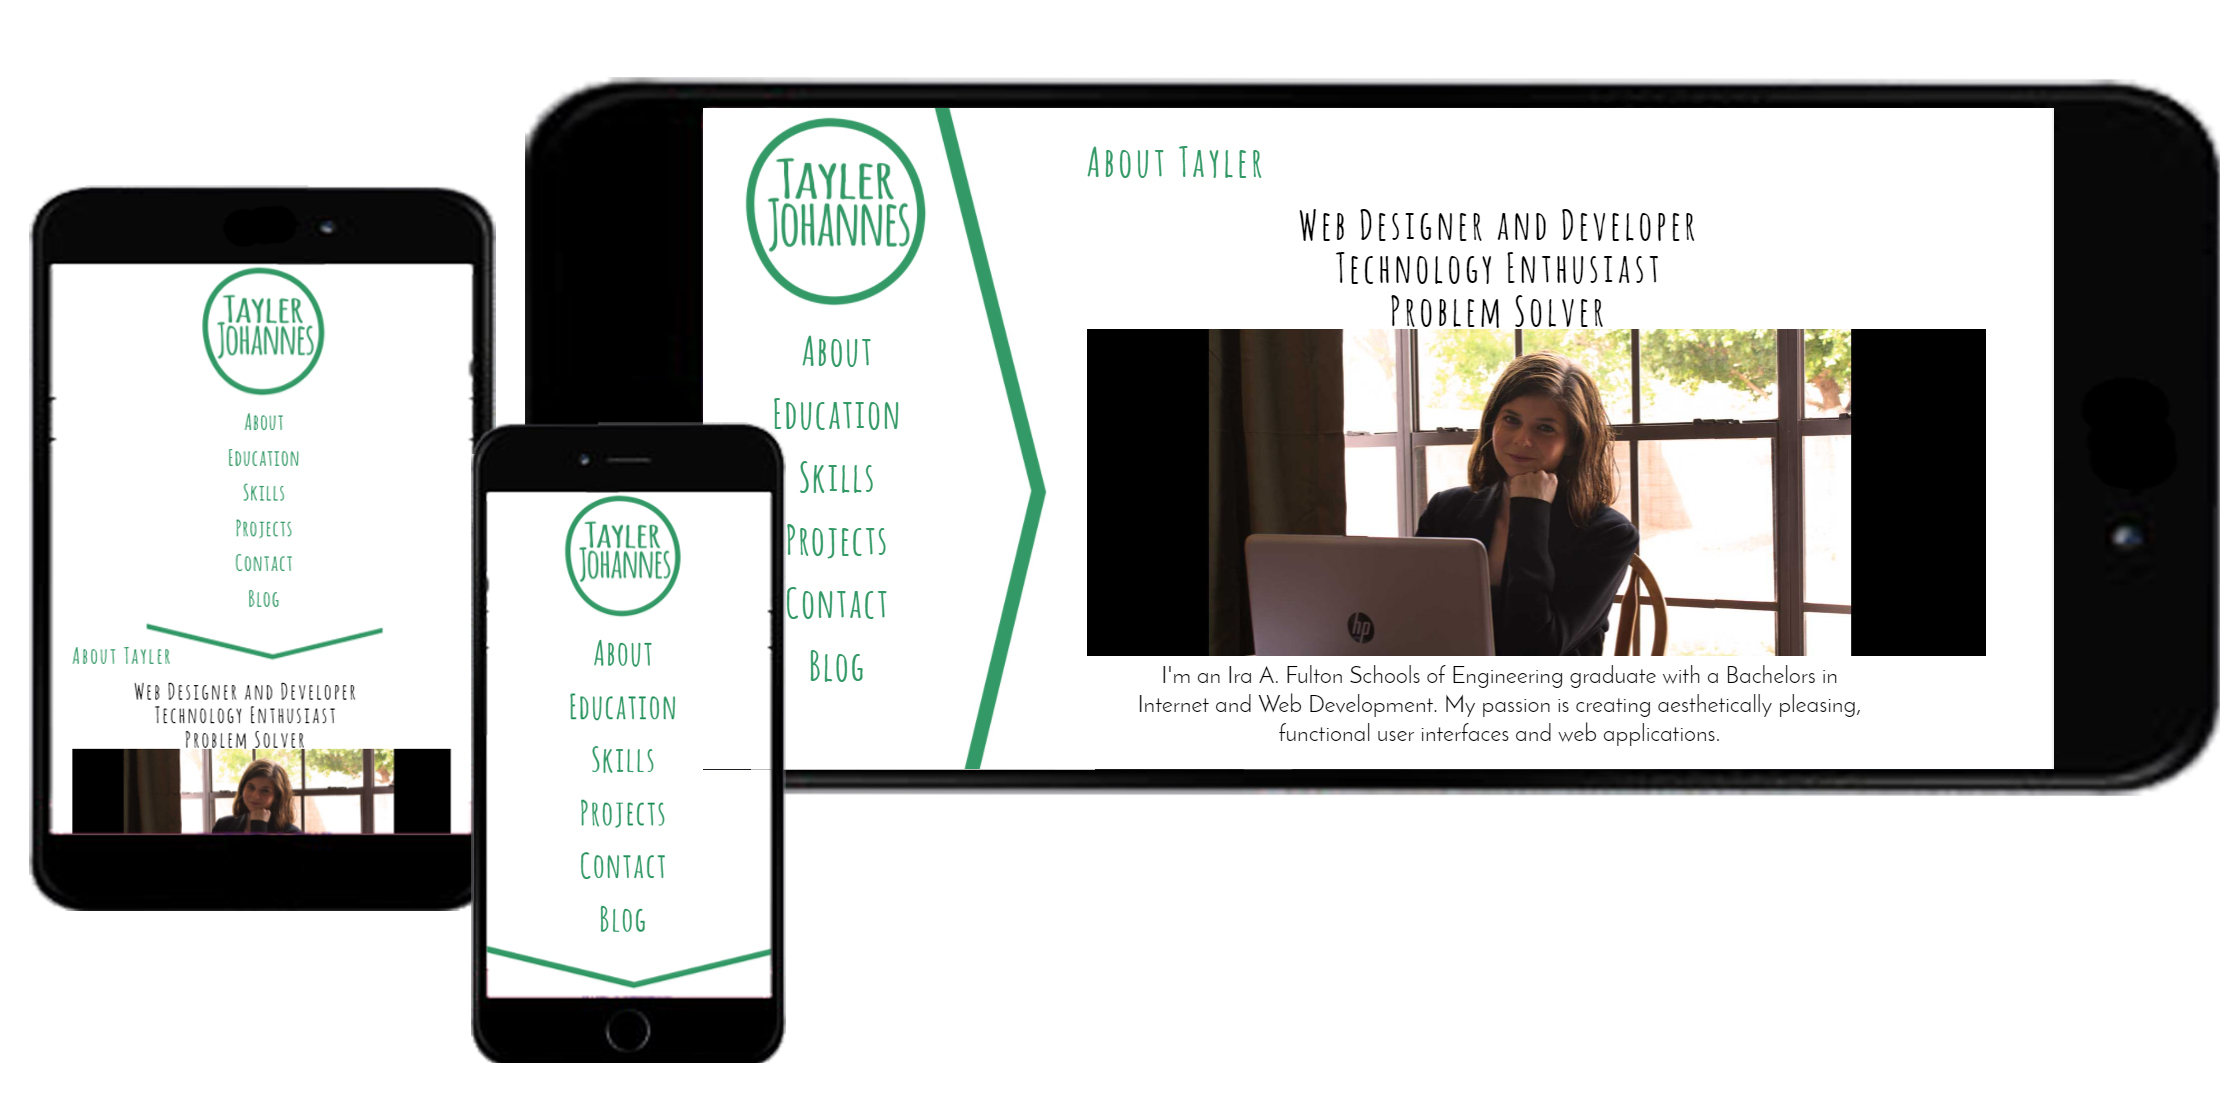 Tayler
Johannes
About
Education
Skills
Projects
Contact
Blog
About Tayler
Web Designer and Developer
Technology Enthusiast
Problem Solver
Tayler
Johannes
About
Education
Skills
Projects
Contact
Blog
Tayler
Johannes
About
Education
Skills
Projects
Contact
Blog
About Tayler
Web Designer and Developer
Technology Enthusiast
Problem Solver
hp
I'm an Ira A. Fulton Schools of Engineering graduate with a Bachelors in
Internet and Web Development. My passion is creating aesthetically pleasing,
functional user interfaces and web applications.